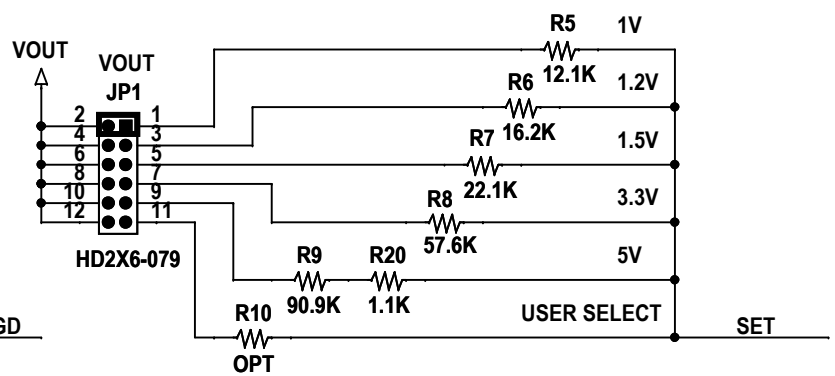 R5
1V
12.1K
VOUT
VOUT
JP1
R6
1.2V
16.2K
2
1
4
3
R7
1.5V
6
5
22.1K
8
7
R8
3.3V
10
9
12
11
57.6K
HD2X6-079
R9
R20
5V
90.9K
1.1K
R10
USER SELECT
SET
GD
OPT